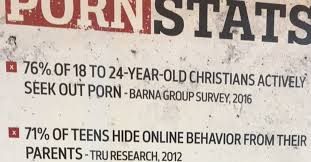 PORN STATS
76% OF 18 TO 24-YEAR-OLD CHRISTIANS ACTIVELY
SEEK OUT PORN - BARNA GROUP SURVEY, 2016
71% OF TEENS HIDE ONLINE BEHAVIOR FROM THEIR
PARENTS - TRU RESEARCH, 2012